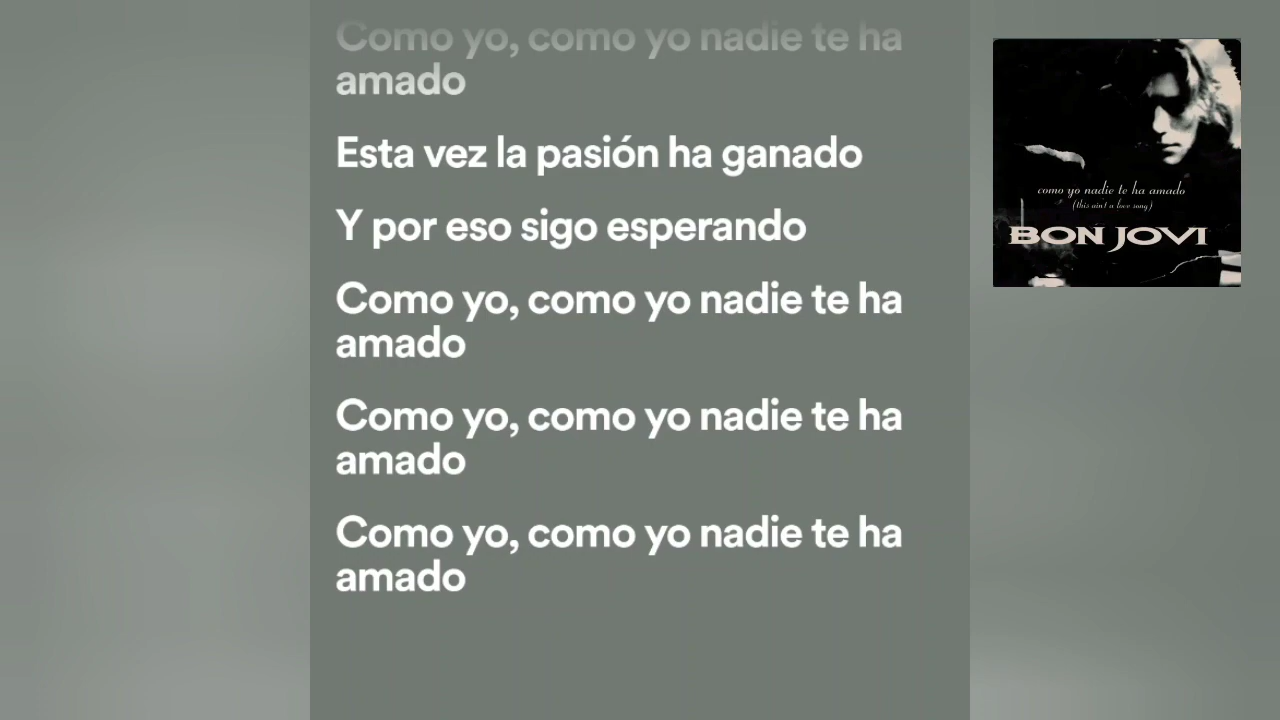 Como yo, como yo nadie te ha
amado
Esta vez la pasión ha ganado
Y por eso sigo esperando
Como yo, como yo nadie te ha
amado
Como yo, como yo nadie te ha
amado
Como yo, como yo nadie te ha
amado
como yo nadie te ha amado
(this ain't a love song)
BON JOVI